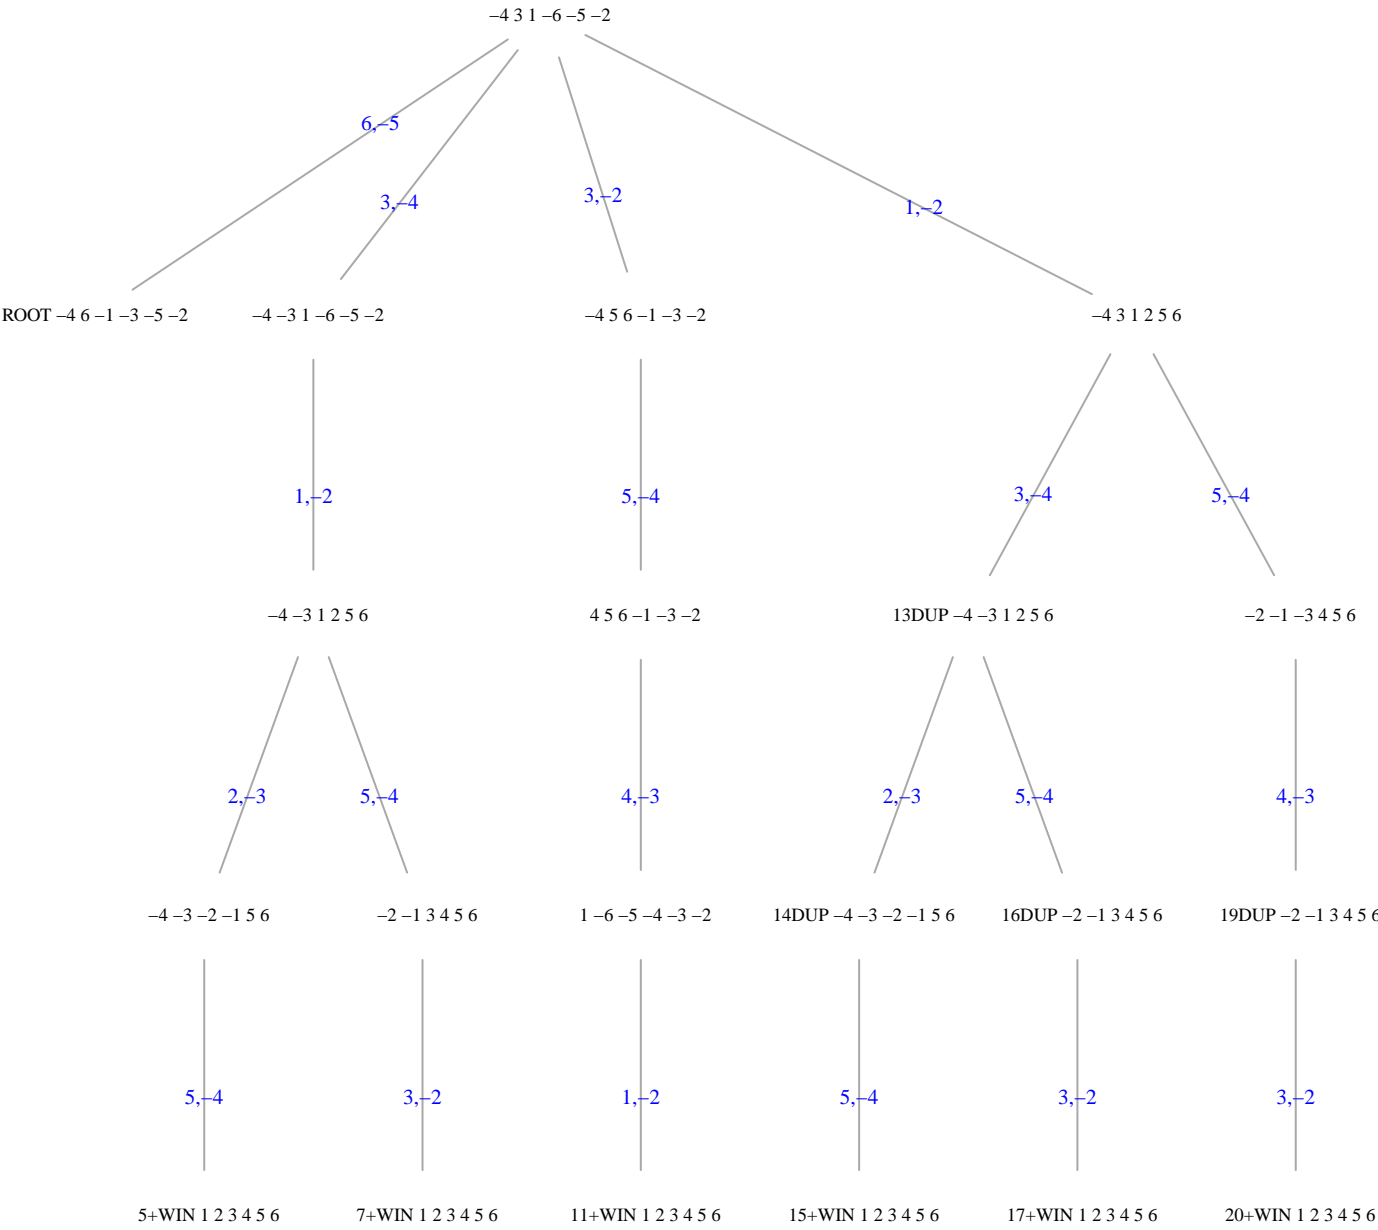 –4 3 1 –6 –5 –2
6,–5
3,–4
3,–2
1,–2
ROOT –4 6 –1 –3 –5 –2
–4 –3 1 –6 –5 –2
–4 5 6 –1 –3 –2
–4 3 1 2 5 6
1,–2
5,–4
3,–4
5,–4
–4 –3 1 2 5 6
4 5 6 –1 –3 –2
13DUP –4 –3 1 2 5 6
–2 –1 –3 4 5 6
2,–3
5,–4
4,–3
2,–3
5,–4
4,–3
–4 –3 –2 –1 5 6
–2 –1 3 4 5 6
1 –6 –5 –4 –3 –2
14DUP –4 –3 –2 –1 5 6
16DUP –2 –1 3 4 5 6
19DUP –2 –1 3 4 5 6
5,–4
3,–2
1,–2
5,–4
3,–2
3,–2
5+WIN 1 2 3 4 5 6
7+WIN 1 2 3 4 5 6
11+WIN 1 2 3 4 5 6
15+WIN 1 2 3 4 5 6
17+WIN 1 2 3 4 5 6
20+WIN 1 2 3 4 5 6